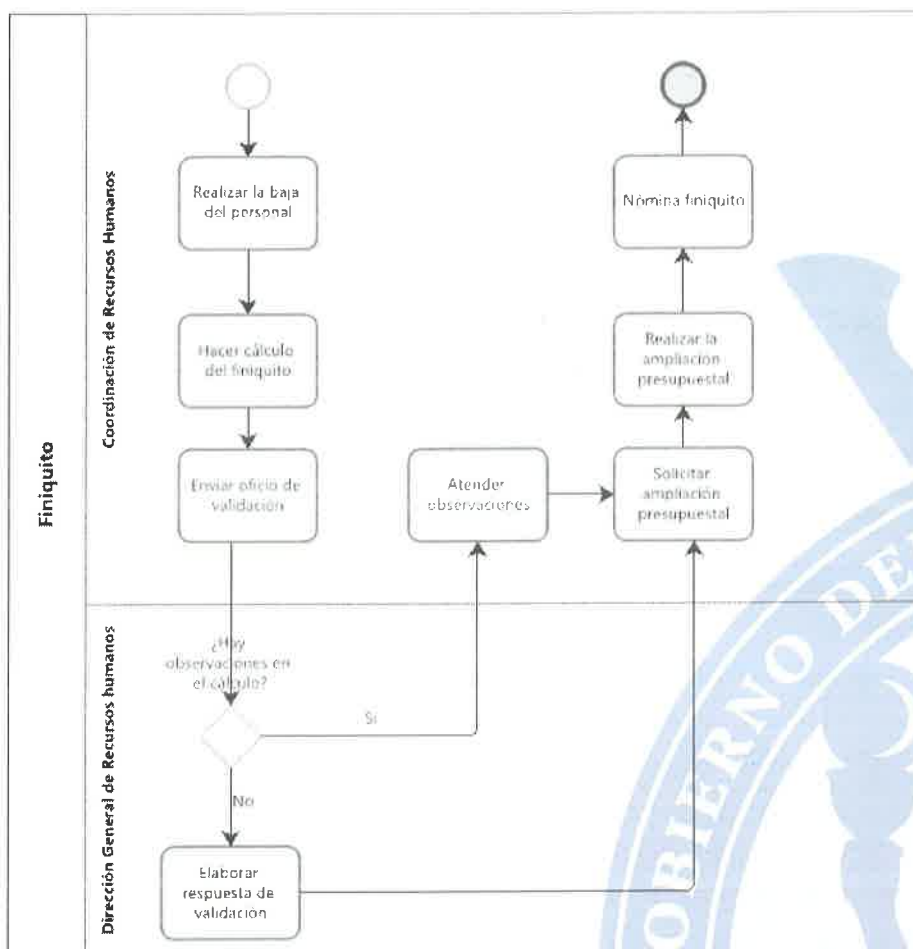 Finiquito
Coordinación de Recursos Humanos
Realizar la baja
del personal
Hacer cálculo
del finiquito
Enviar oficio de
validación
Atender
observaciones
Solicitar
ampliación
presupuestal
Realizar la
ampliación
presupuestal
Nómina finiquito
Dirección General de Recursos humanos
¿Hay
observaciones en
el cálculo?
Si
No
Elaborar
respuesta de
validación
OBIERNO DE